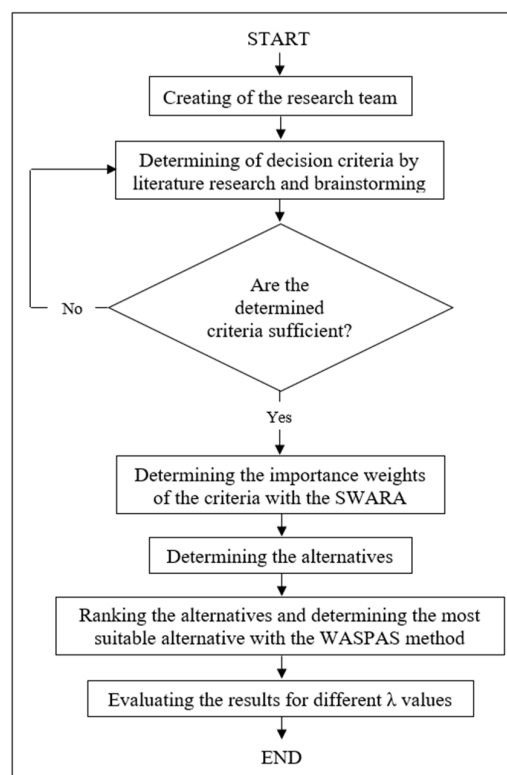 START
Creating of the research team
Determining of decision criteria by
literature research and brainstorming
Are the
determined
criteria sufficient?
No
Yes
Determining the importance weights
of the criteria with the SWARA
Determining the alternatives
Ranking the alternatives and determining the most
suitable alternative with the WASPAS method
Evaluating the results for different λ values
END